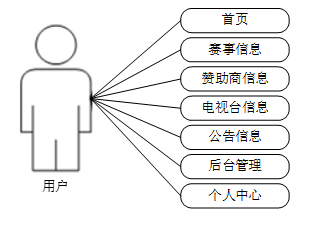 首页
赛事信息
赞助商信息
电视台信息
公告信息
后台管理
个人中心
用户